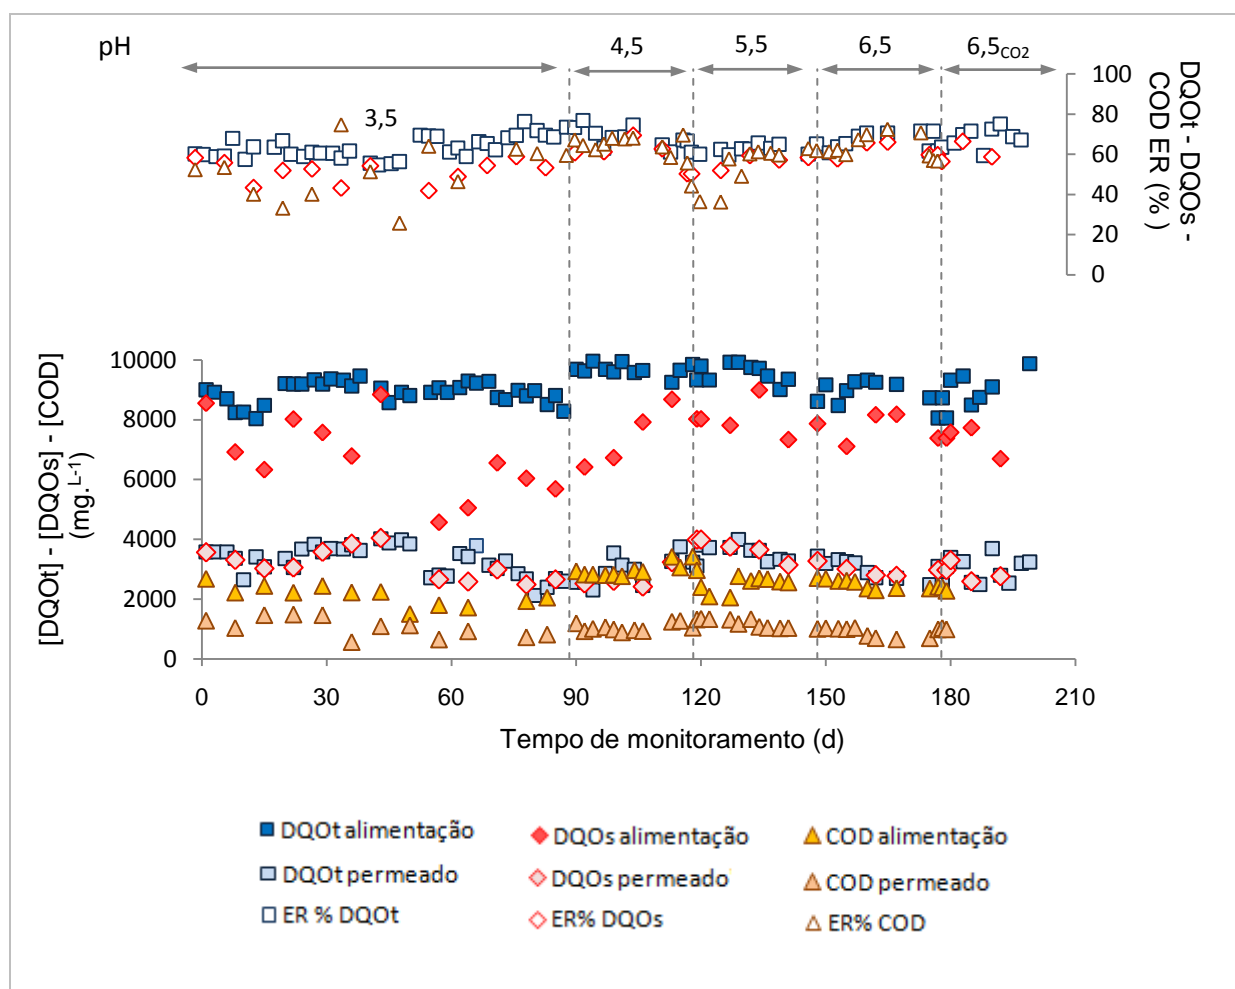 pH
3,5
4,5
5,5
6,5
6,5CO2
100
80
60
40
20
0
DQOt - DQOs -
COD ER (%)
[DQOt] - [DQOs] - [COD]
(mg.L-1)
10000
8000
6000
4000
2000
0
0 30 60 90 120 150 180 210
Tempo de monitoramento (d)
DQOt alimentação DQOs alimentação COD alimentação
DQOt permeado DQOs permeado COD permeado
ER % DQOt ER% DQOs ER% COD